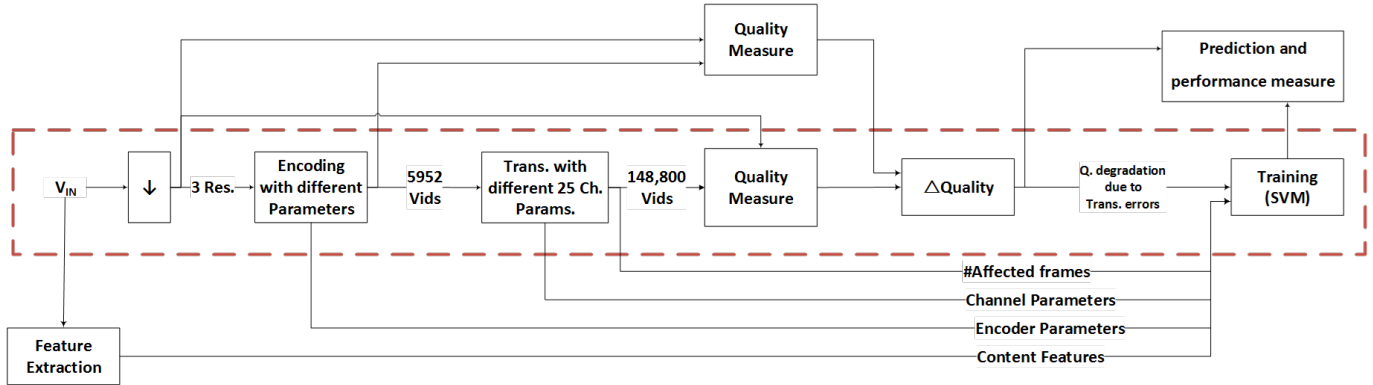 Quality
Measure
Prediction and
performance measure
V_IN
↓
3 Res.
Encoding
with different
Parameters
5952
Vids
Trans. with
different 25 Ch.
Params.
148,800
Vids
Quality
Measure
△Quality
Q. degradation
due to
Trans. errors
Training
(SVM)
#Affected frames
Channel Parameters
Encoder Parameters
Feature
Extraction
Content Features